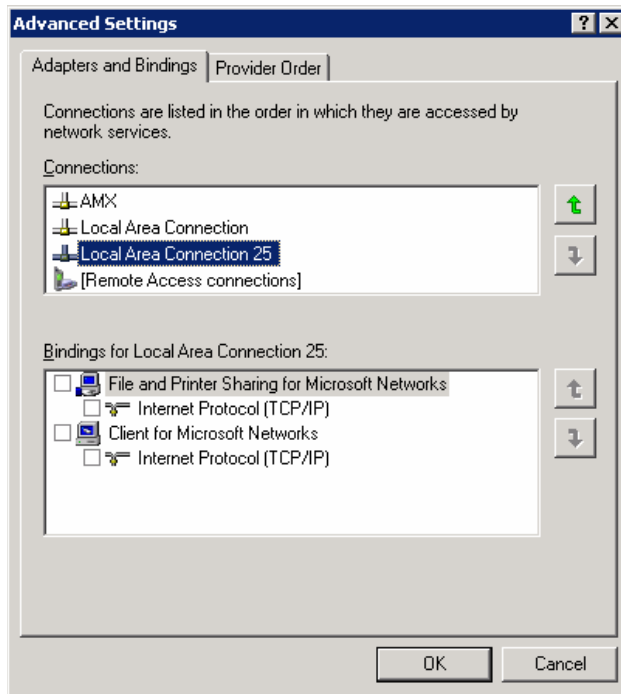 Advanced Settings
Adapters and Bindings
Provider Order
Connections are listed in the order in which they are accessed by
network services.
Connections:
AMX
Local Area Connection
Local Area Connection 25
[Remote Access connections]
Bindings for Local Area Connection 25:
File and Printer Sharing for Microsoft Networks
Internet Protocol (TCP/IP)
Client for Microsoft Networks
Internet Protocol (TCP/IP)
OK
Cancel